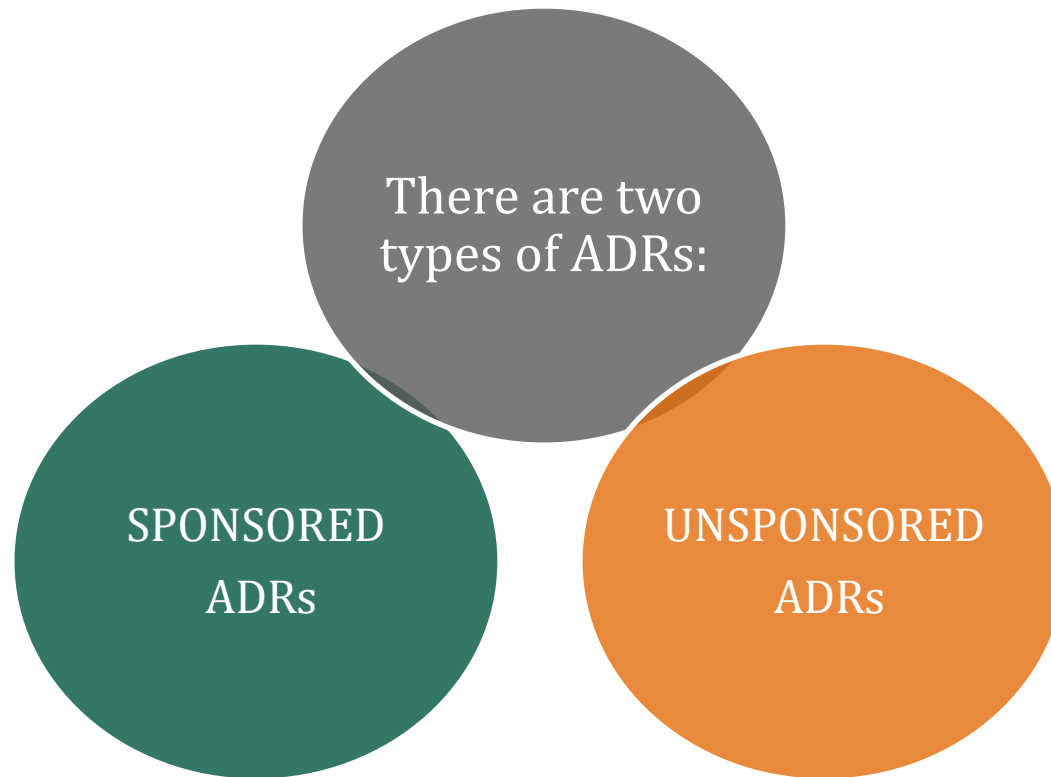 There are two
types of ADRs:
SPONSORED
ADRs
UNSPONSORED
ADRs